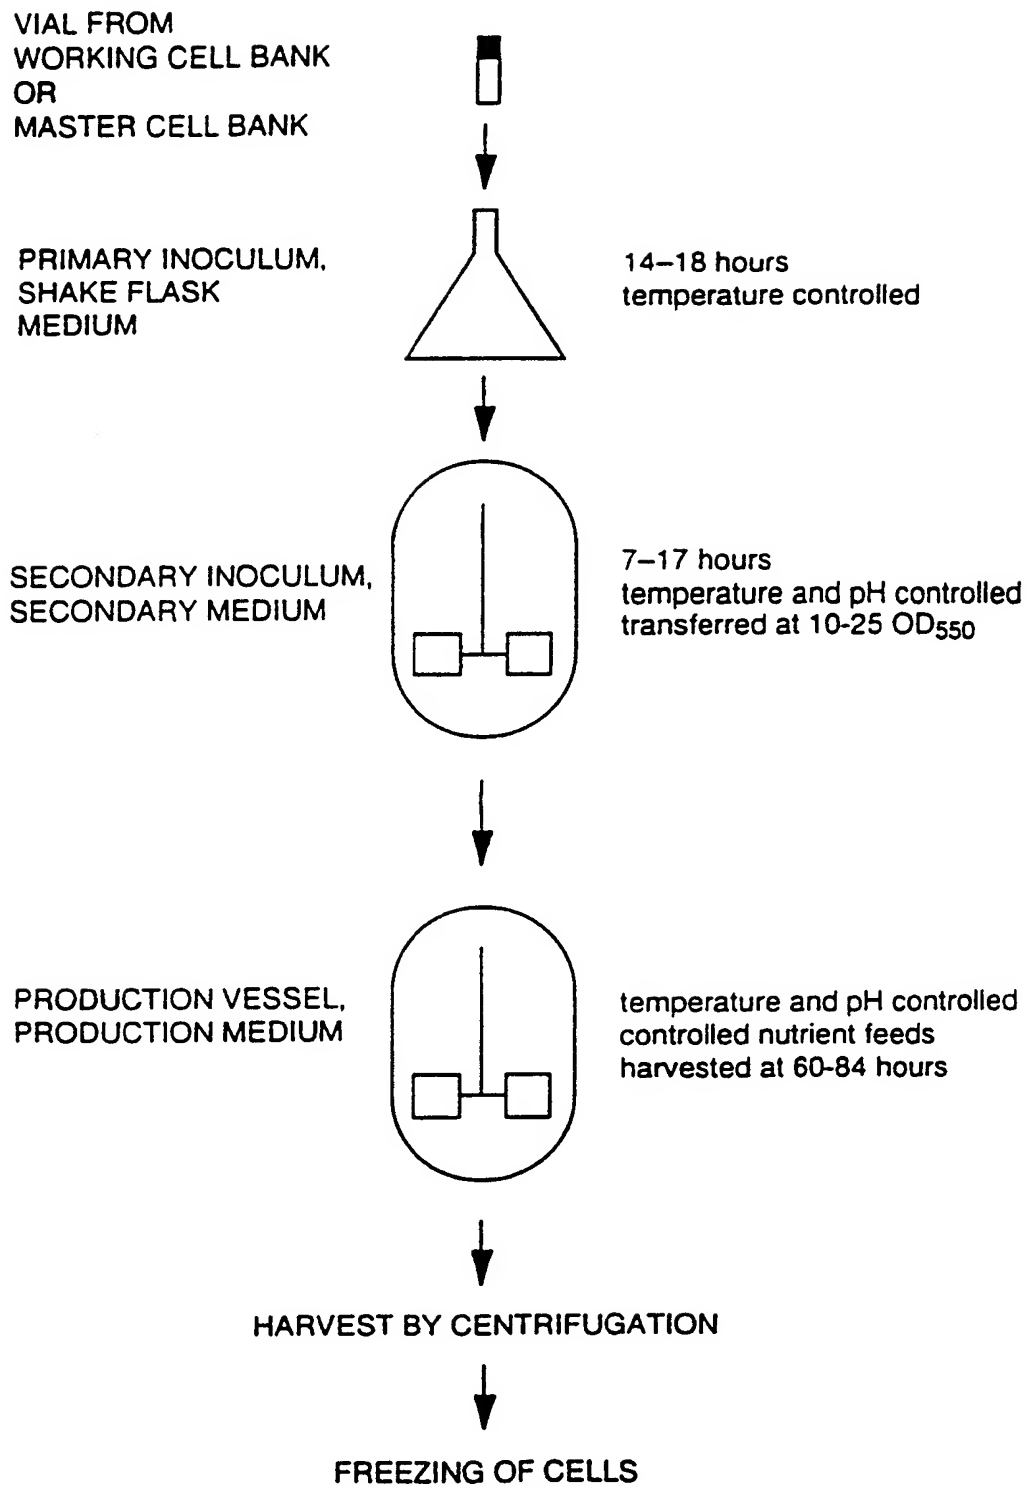 VIAL FROM
WORKING CELL BANK
OR
MASTER CELL BANK
PRIMARY INOCULUM,
SHAKE FLASK
MEDIUM
14–18 hours
temperature controlled
SECONDARY INOCULUM,
SECONDARY MEDIUM
7–17 hours
temperature and pH controlled
transferred at 10-25 OD550
PRODUCTION VESSEL,
PRODUCTION MEDIUM
temperature and pH controlled
controlled nutrient feeds
harvested at 60-84 hours
HARVEST BY CENTRIFUGATION
FREEZING OF CELLS